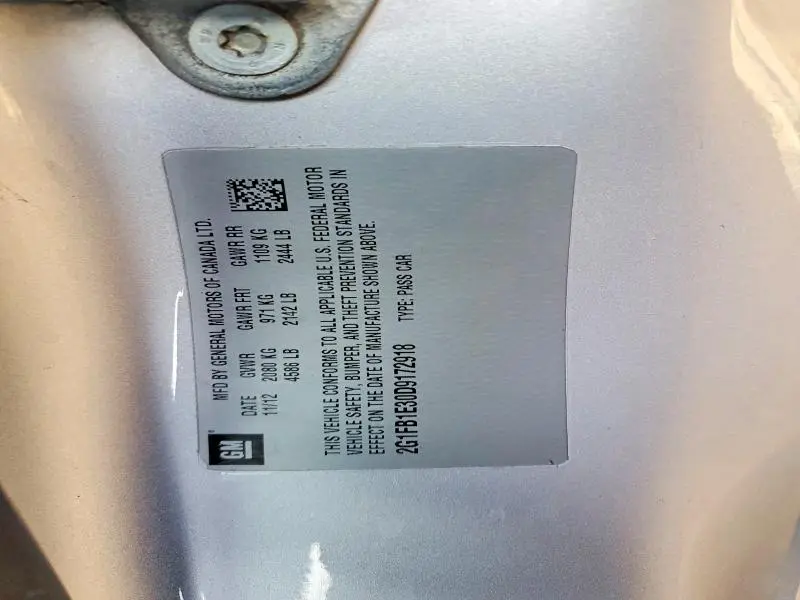 MFD BY GENERAL MOTORS OF CANADA LTD.
GM
DATE GVWR GAWR FRT GAWR RR
11/12 2080 KG 971 KG 1109 KG
4586 LB 2142 LB 2444 LB
THIS VEHICLE CONFORMS TO ALL APPLICABLE U.S. FEDERAL MOTOR
VEHICLE SAFETY, BUMPER, AND THEFT PREVENTION STANDARDS IN
EFFECT ON THE DATE OF MANUFACTURE SHOWN ABOVE.
2G1FB1E30D9172918 TYPE: PASS CAR